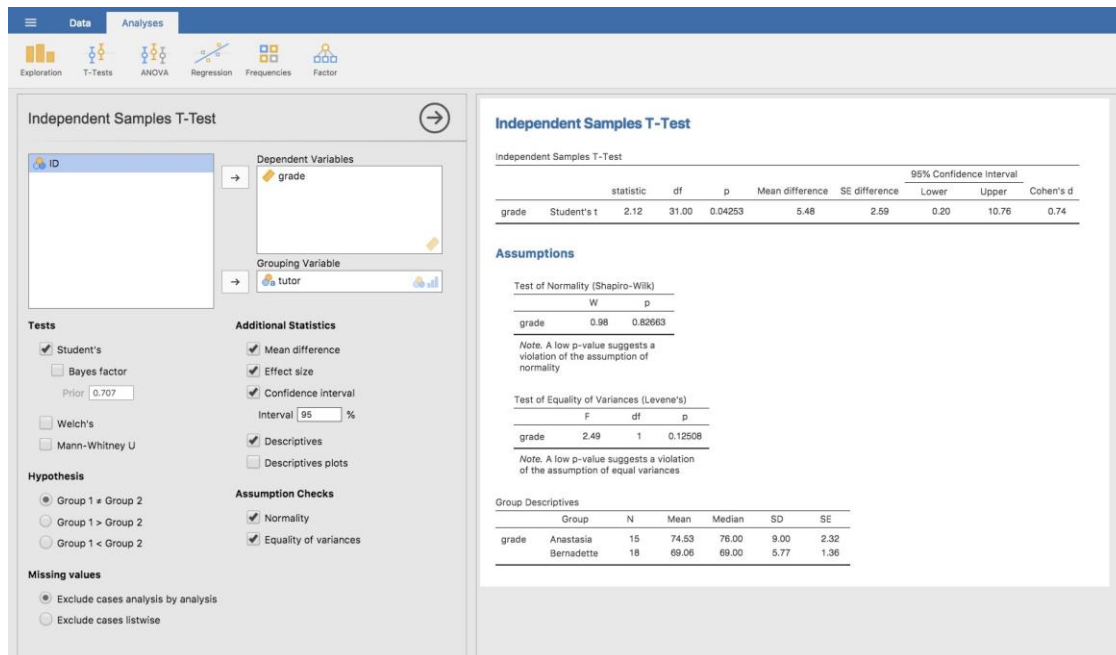 Data Analyses
Exploration T-Tests ANOVA Regression Frequencies Factor
Independent Samples T-Test
ID
Dependent Variables
grade
Grouping Variable
tutor
Tests
Student's
Bayes factor
Prior 0.707
Welch's
Mann-Whitney U
Hypothesis
Group 1 ≠ Group 2
Group 1 > Group 2
Group 1 < Group 2
Missing values
Exclude cases analysis by analysis
Exclude cases listwise
Additional Statistics
Mean difference
Effect size
Confidence interval
Interval 95 %
Descriptives
Descriptives plots
Assumption Checks
Normality
Equality of variances
Independent Samples T-Test
Independent Samples T-Test
95% Confidence Interval
statistic df p Mean difference SE difference Lower Upper Cohen's d
grade Student's t 2.12 31.00 0.04253 5.48 2.59 0.20 10.76 0.74
Assumptions
Test of Normality (Shapiro-Wilk)
W p
grade 0.98 0.82663
Note. A low p-value suggests a
violation of the assumption of
normality
Test of Equality of Variances (Levene's)
F df p
grade 2.49 1 0.12508
Note. A low p-value suggests a violation
of the assumption of equal variances
Group Descriptives
Group N Mean Median SD SE
grade Anastasia 15 74.53 76.00 9.00 2.32
Bernadette 18 69.06 69.00 5.77 1.36